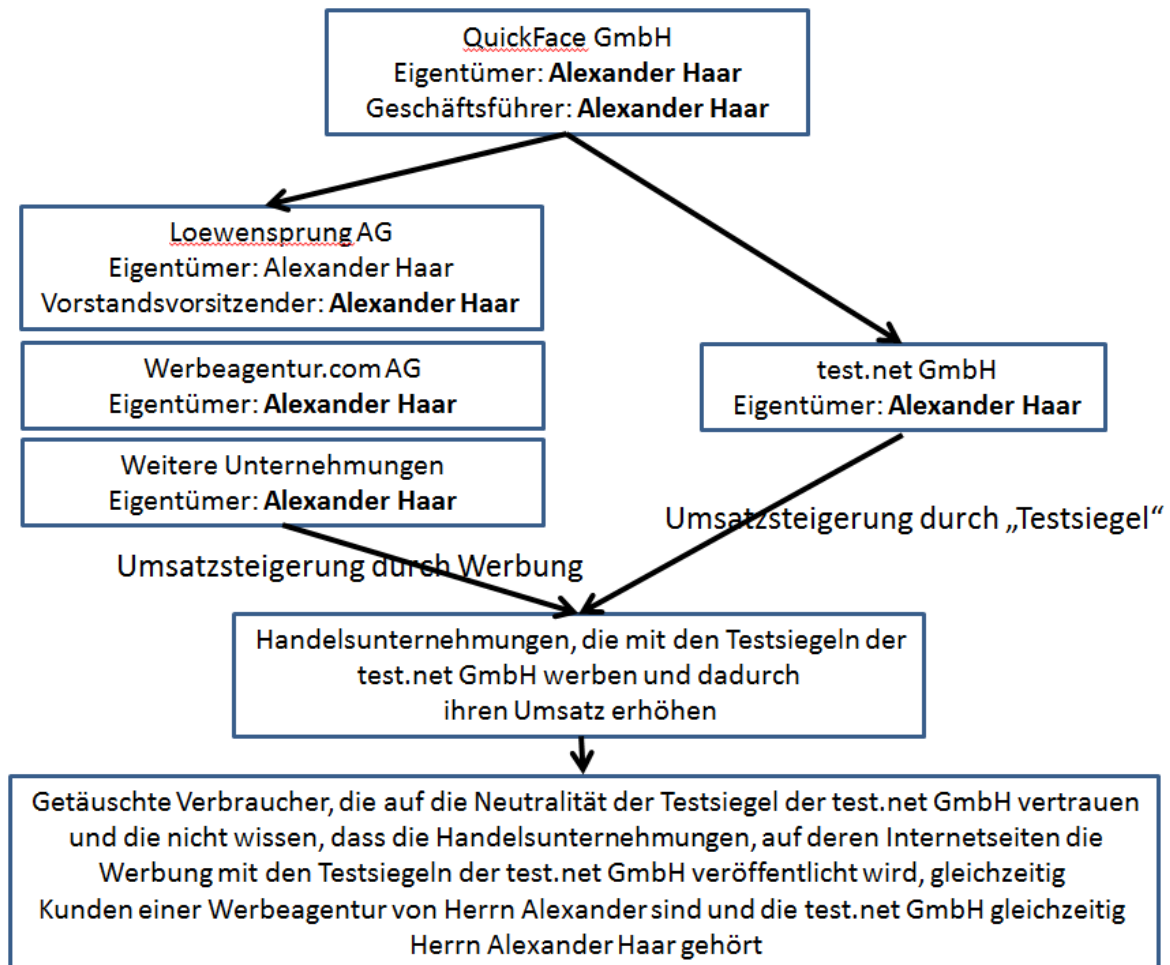 QuickFace GmbH
Eigentümer: Alexander Haar
Geschäftsführer: Alexander Haar
Loewensprung AG
Eigentümer: Alexander Haar
Vorstandsvorsitzender: Alexander Haar
Werbeagentur.com AG
Eigentümer: Alexander Haar
Weitere Unternehmungen
Eigentümer: Alexander Haar
test.net GmbH
Eigentümer: Alexander Haar
Umsatzsteigerung durch „Testsiegel“
Umsatzsteigerung durch Werbung
Handelsunternehmungen, die mit den Testsiegeln der
test.net GmbH werben und dadurch
ihren Umsatz erhöhen
Getäuschte Verbraucher, die auf die Neutralität der Testsiegel der test.net GmbH vertrauen
und die nicht wissen, dass die Handelsunternehmungen, auf deren Internetseiten die
Werbung mit den Testsiegeln der test.net GmbH veröffentlicht wird, gleichzeitig
Kunden einer Werbeagentur von Herrn Alexander sind und die test.net GmbH gleichzeitig
Herrn Alexander Haar gehört